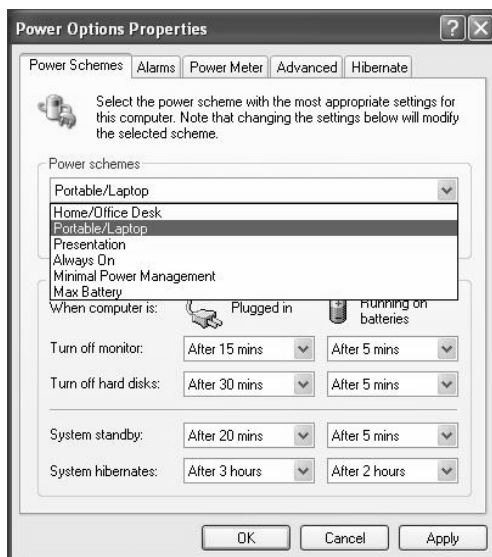 Power Options Properties
Power Schemes Alarms Power Meter Advanced Hibernate
Select the power scheme with the most appropriate settings for
this computer. Note that changing the settings below will modify
the selected scheme.
Power schemes
Portable/Laptop
Home/Office Desk
Portable/Laptop
Presentation
Always On
Minimal Power Management
Max Battery
When computer is: Plugged in Running on
batteries
Turn off monitor: After 15 mins After 5 mins
Turn off hard disks: After 30 mins After 5 mins
System standby: After 20 mins After 5 mins
System hibernates: After 3 hours After 2 hours
OK Cancel Apply